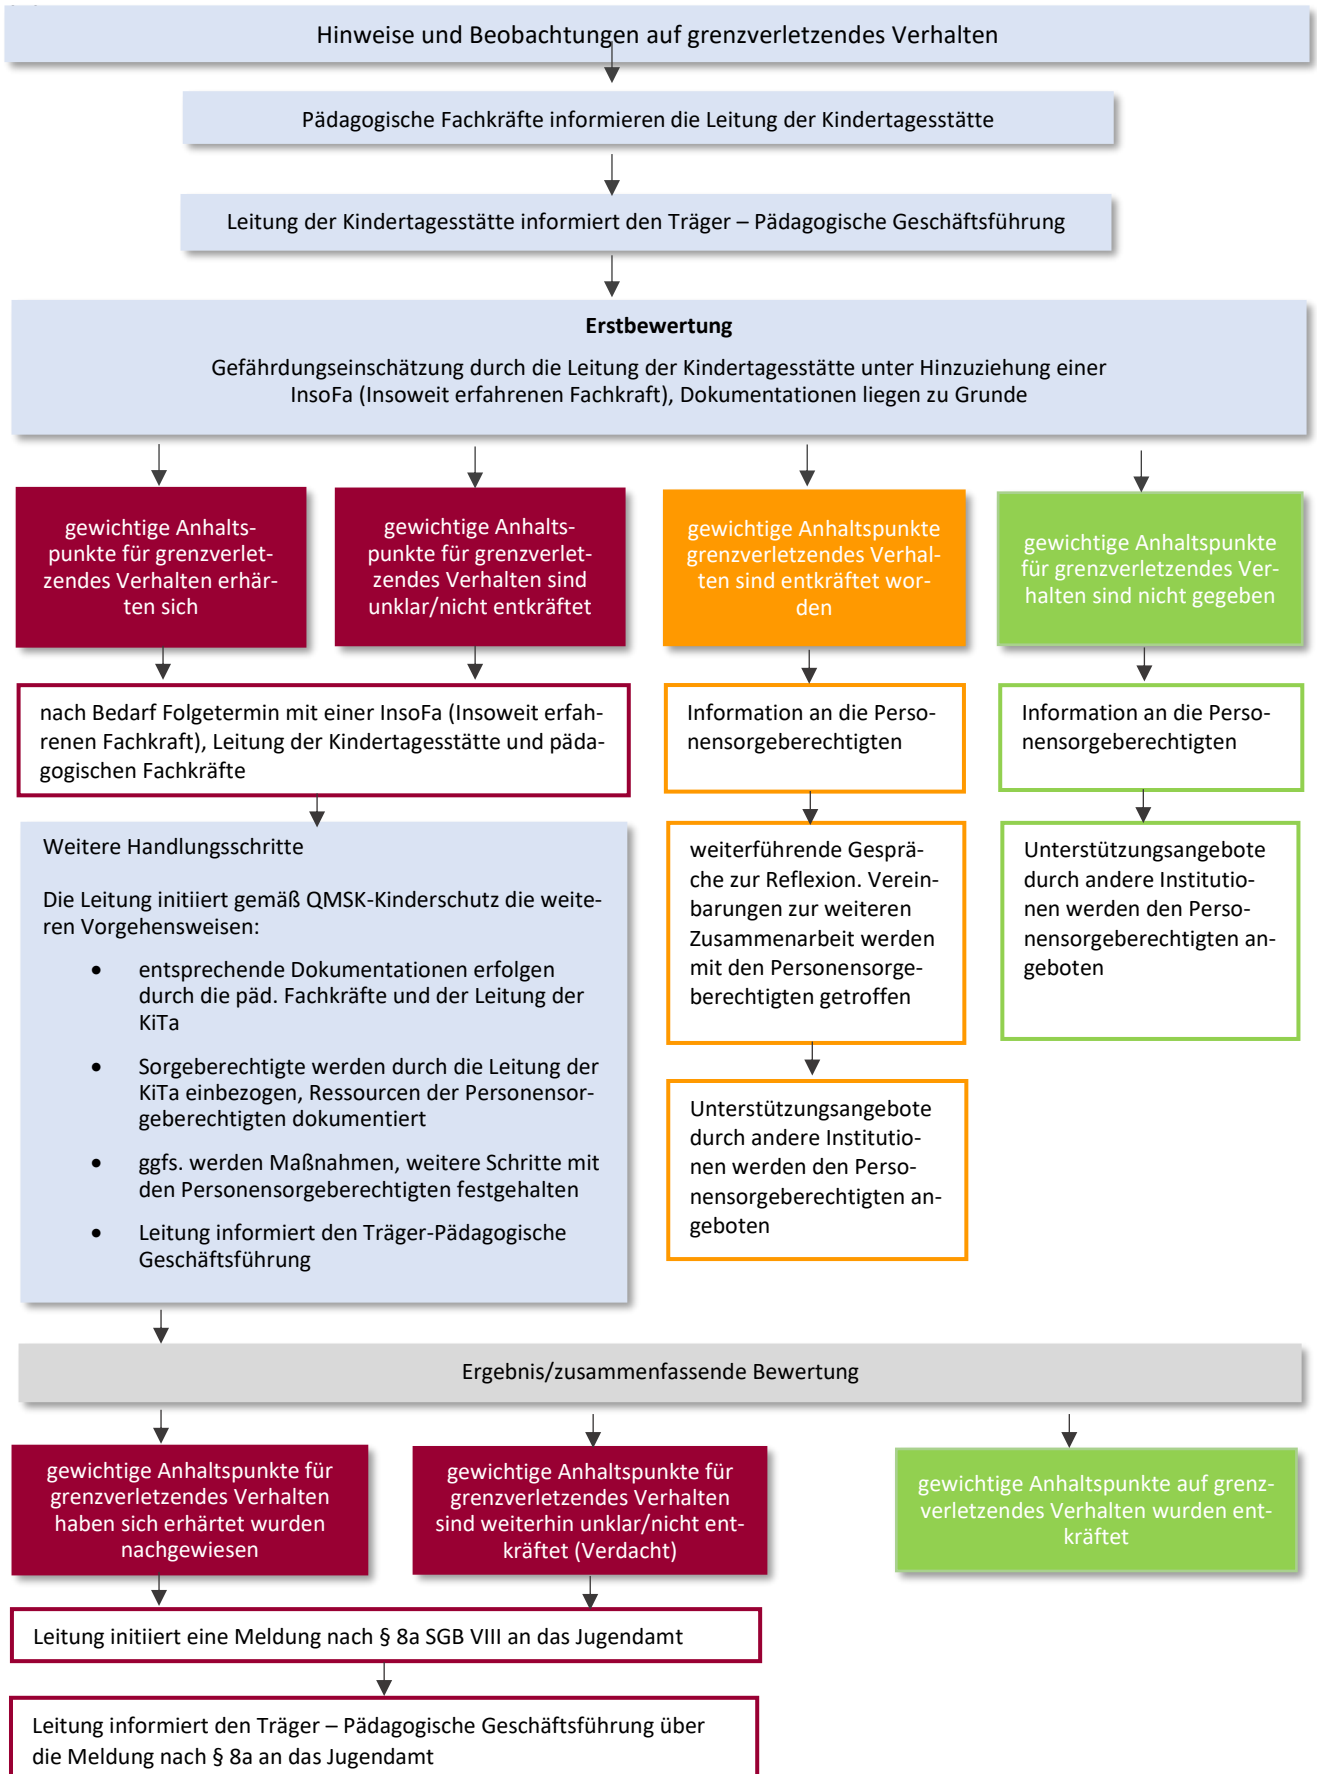 Hinweise und Beobachtungen auf grenzverletzendes Verhalten
Pädagogische Fachkräfte informieren die Leitung der Kindertagesstätte
Leitung der Kindertagesstätte informiert den Träger – Pädagogische Geschäftsführung
Erstbewertung
Gefährdungseinschätzung durch die Leitung der Kindertagesstätte unter Hinzuziehung einer
InsoFa (Insoweit erfahrenen Fachkraft), Dokumentationen liegen zu Grunde
gewichtige Anhalts-
punkte für grenzverlet-
zendes Verhalten erhär-
ten sich
gewichtige Anhalts-
punkte für grenzverlet-
zendes Verhalten sind
unklar/nicht entkräftet
gewichtige Anhaltspunkte
grenzverletzendes Verhal-
ten sind entkräftet wor-
den
gewichtige Anhaltspunkte
für grenzverletzendes Ver-
halten sind nicht gegeben
nach Bedarf Folgetermin mit einer InsoFa (Insoweit erfah-
renen Fachkraft), Leitung der Kindertagesstätte und päda-
gogischen Fachkräfte
Information an die Perso-
nensorgeberechtigten
Information an die Perso-
nensorgeberechtigten
Weitere Handlungsschritte
Die Leitung initiiert gemäß QMSK-Kinderschutz die weite-
ren Vorgehensweisen:
• entsprechende Dokumentationen erfolgen
durch die päd. Fachkräfte und der Leitung der
KiTa
• Sorgeberechtigte werden durch die Leitung der
KiTa einbezogen, Ressourcen der Personensor-
geberechtigten dokumentiert
• ggfs. werden Maßnahmen, weitere Schritte mit
den Personensorgeberechtigten festgehalten
• Leitung informiert den Träger-Pädagogische
Geschäftsführung
weiterführende Gesprä-
che zur Reflexion. Verein-
barungen zur weiteren
Zusammenarbeit werden
mit den Personensorge-
berechtigten getroffen
Unterstützungsangebote
durch andere Institutio-
nen werden den Perso-
nensorgeberechtigten an-
geboten
Unterstützungsangebote
durch andere Institutio-
nen werden den Perso-
nensorgeberechtigten an-
geboten
Ergebnis/zusammenfassende Bewertung
gewichtige Anhaltspunkte für
grenzverletzendes Verhalten
haben sich erhärtet wurden
nachgewiesen
gewichtige Anhaltspunkte für
grenzverletzendes Verhalten
sind weiterhin unklar/nicht ent-
kräftet (Verdacht)
gewichtige Anhaltspunkte auf grenz-
verletzendes Verhalten wurden ent-
kräftet
Leitung initiiert eine Meldung nach § 8a SGB VIII an das Jugendamt
Leitung informiert den Träger – Pädagogische Geschäftsführung über
die Meldung nach § 8a an das Jugendamt